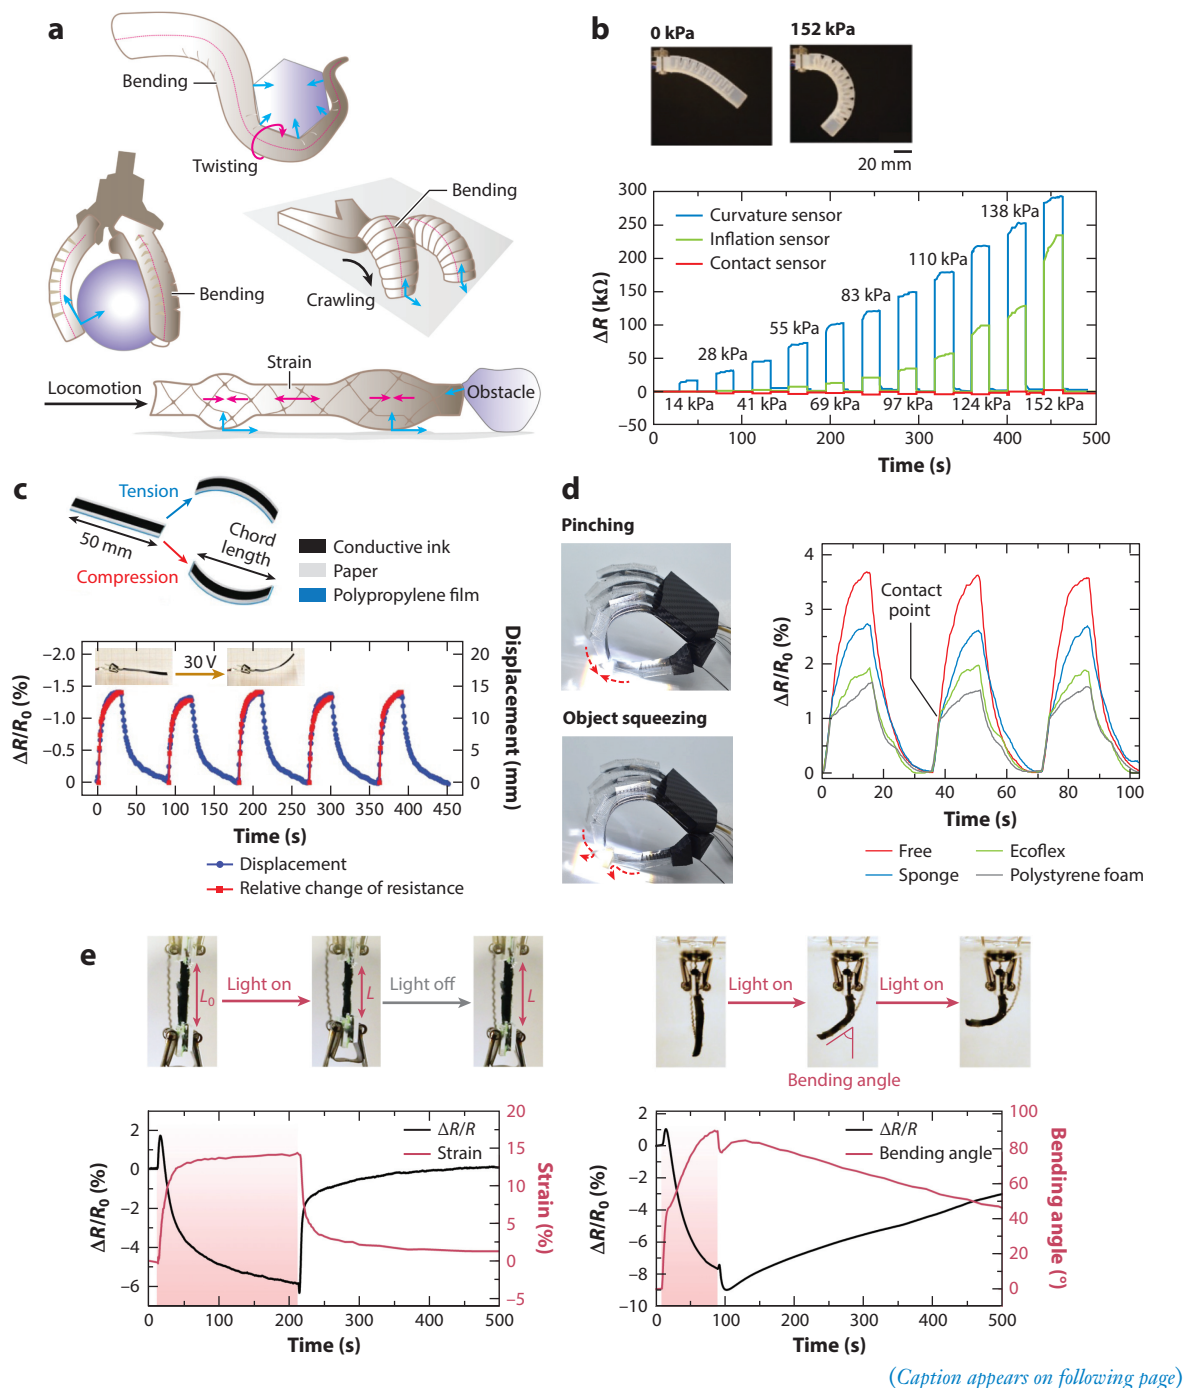 a
Bending
Twisting
Bending
Crawling
Bending
Strain
Locomotion
Obstacle
b
0 kPa
152 kPa
20 mm
300
250
200
150
100
50
0
−50
ΔR (kΩ)
Curvature sensor
Inflation sensor
Contact sensor
14 kPa
28 kPa
41 kPa
55 kPa
69 kPa
83 kPa
97 kPa
110 kPa
124 kPa
138 kPa
152 kPa
0 100 200 300 400 500
Time (s)
c
Tension
50 mm
Compression
Chord
length
Conductive ink
Paper
Polypropylene film
−2.0
−1.5
−1.0
−0.5
0
ΔR/R0 (%)
30 V
20
15
10
5
0
Displacement (mm)
0 50 100 150 200 250 300 350 400 450
Time (s)
Displacement
Relative change of resistance
d
Pinching
Object squeezing
4
3
2
1
0
ΔR/R0 (%)
Contact
point
0 20 40 60 80 100
Time (s)
Free
Sponge
Ecoflex
Polystyrene foam
e
L0
Light on
L
Light off
L
2
0
−2
−4
−6
ΔR/R0 (%)
ΔR/R
Strain
20
15
10
5
0
−5
Strain (%)
0 100 200 300 400 500
Time (s)
Light on
Light on
Bending angle
2
0
−2
−4
−6
−8
−10
ΔR/R0 (%)
ΔR/R
Bending angle
100
80
60
40
20
0
Bending angle (°)
0 100 200 300 400 500
Time (s)
(Caption appears on following page)